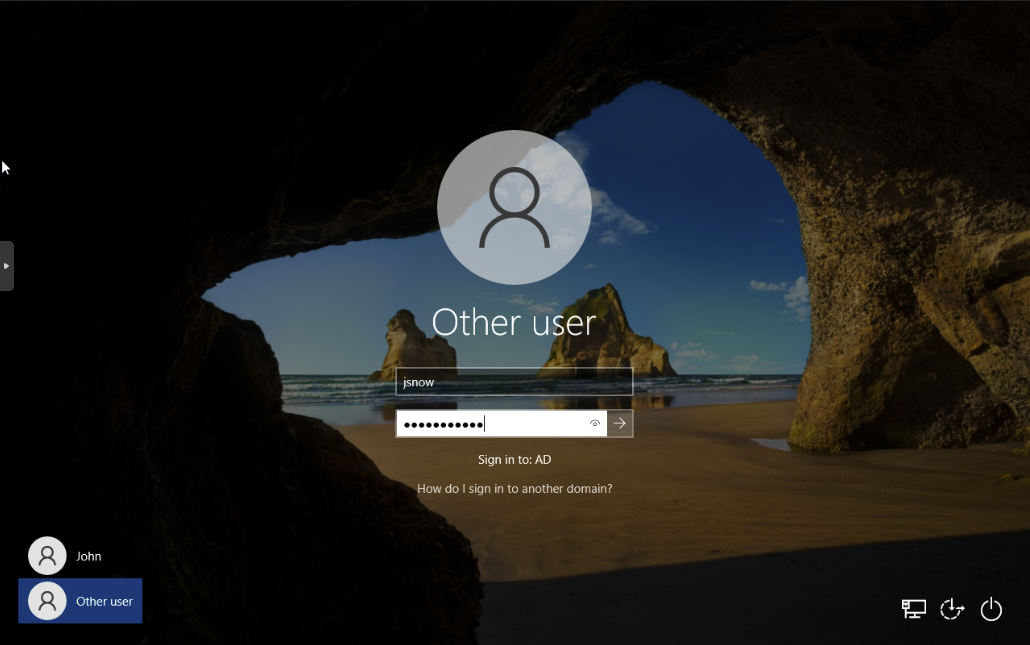 Other user
jsnow
Sign in to: AD
How do I sign in to another domain?
John
Other user